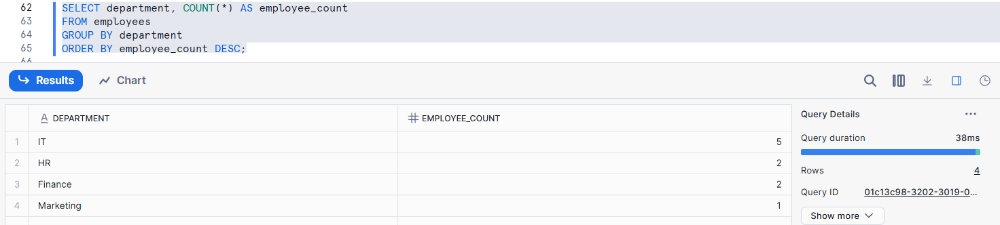 62 SELECT department, COUNT(*) AS employee_count
63 FROM employees
64 GROUP BY department
65 ORDER BY employee_count DESC;
66
Results Chart
A DEPARTMENT # EMPLOYEE_COUNT
1 IT 5
2 HR 2
3 Finance 2
4 Marketing 1
Query Details ...
Query duration 38ms
Rows 4
Query ID 01c13c98-3202-3019-0...
Show more